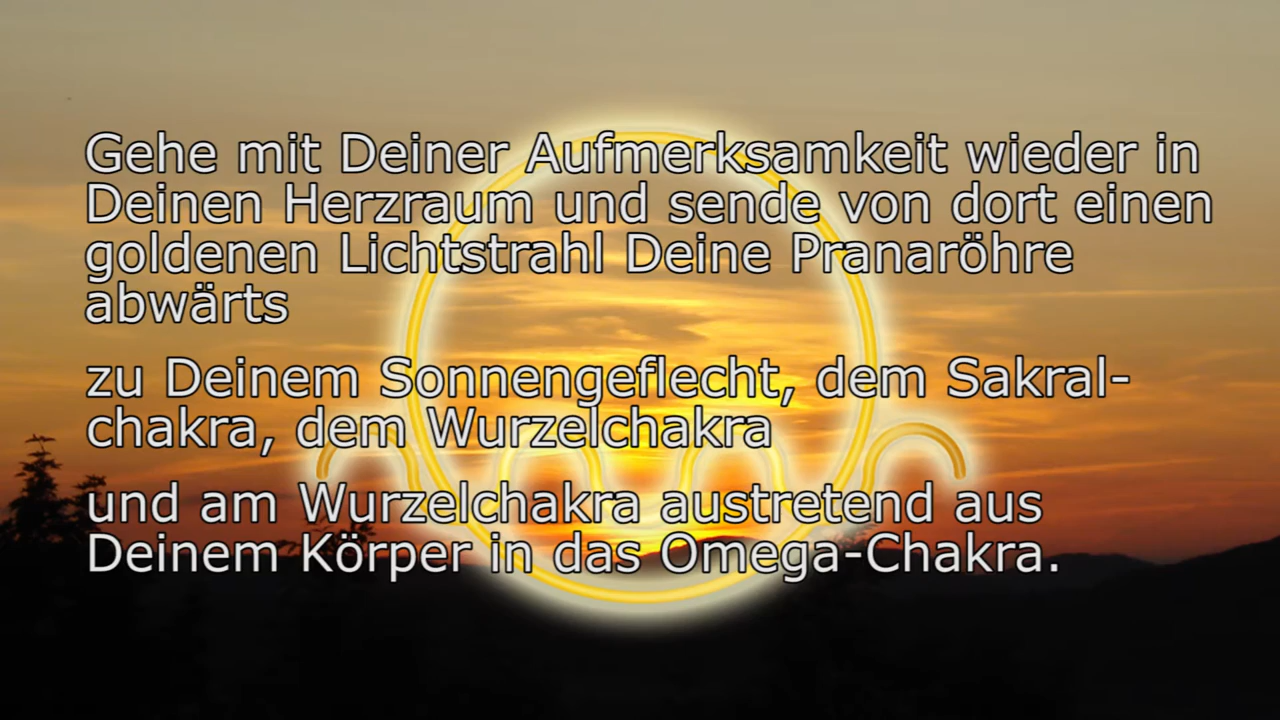 Gehe mit Deiner Aufmerksamkeit wieder in
Deinen Herzraum und sende von dort einen
goldenen Lichtstrahl Deine Pranaröhre
abwärts
zu Deinem Sonnengeflecht, dem Sakral-
chakra, dem Wurzelchakra
und am Wurzelchakra austretend aus
Deinem Körper in das Omega-Chakra.